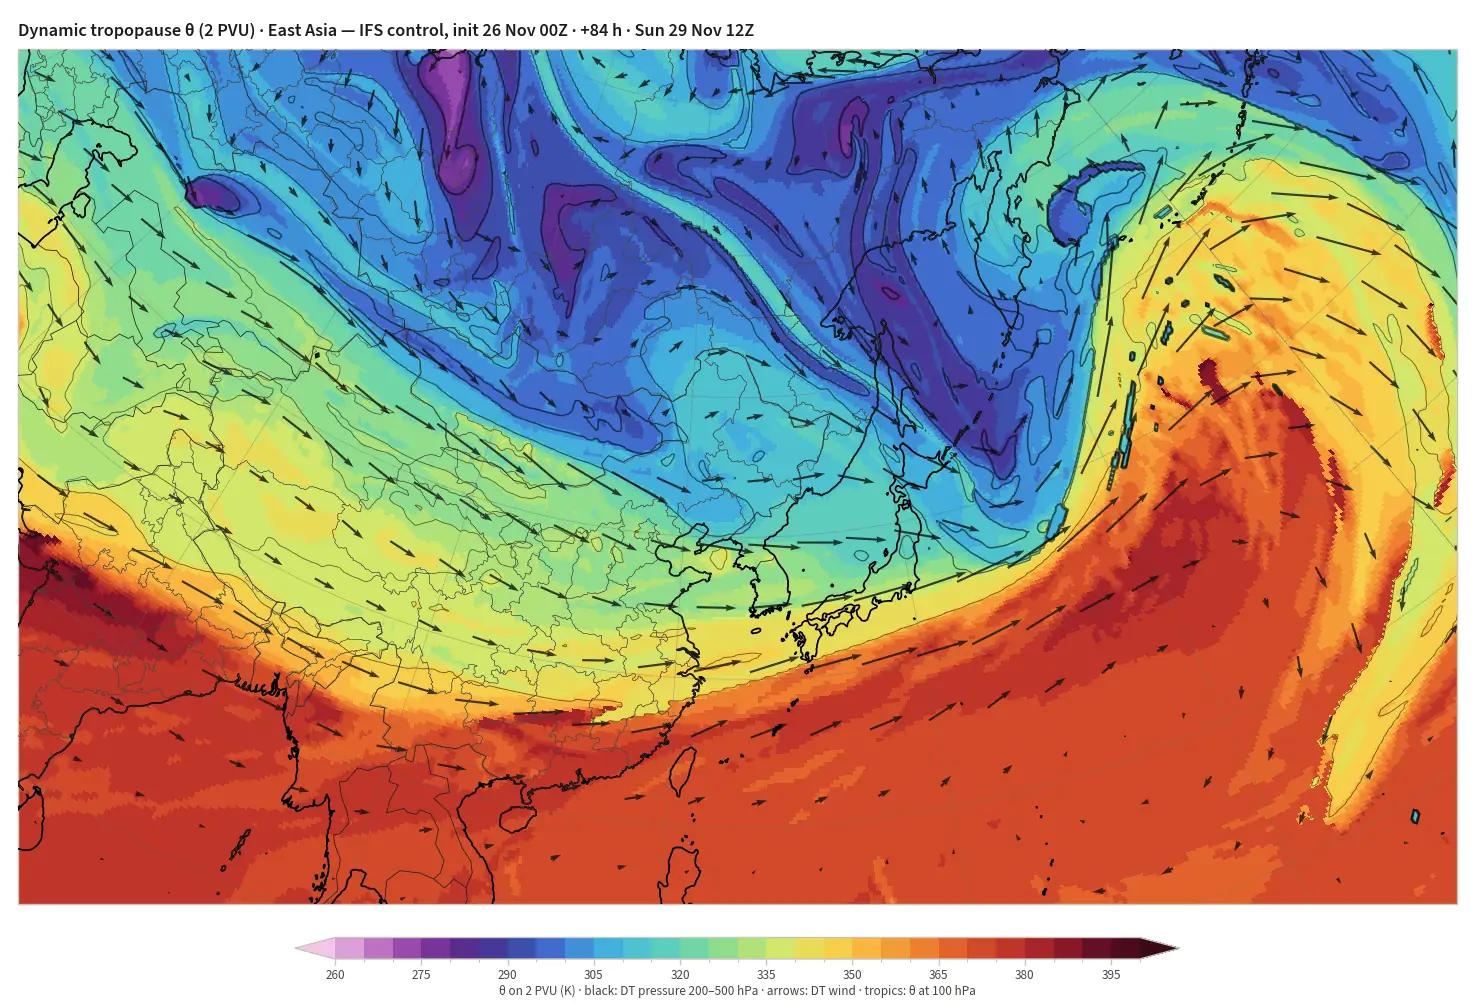 Dynamic tropopause θ (2 PVU) · East Asia — IFS control, init 26 Nov 00Z · +84 h · Sun 29 Nov 12Z
260 275 290 305 320 335 350 365 380 395
θ on 2 PVU (K) · black: DT pressure 200–500 hPa · arrows: DT wind · tropics: θ at 100 hPa